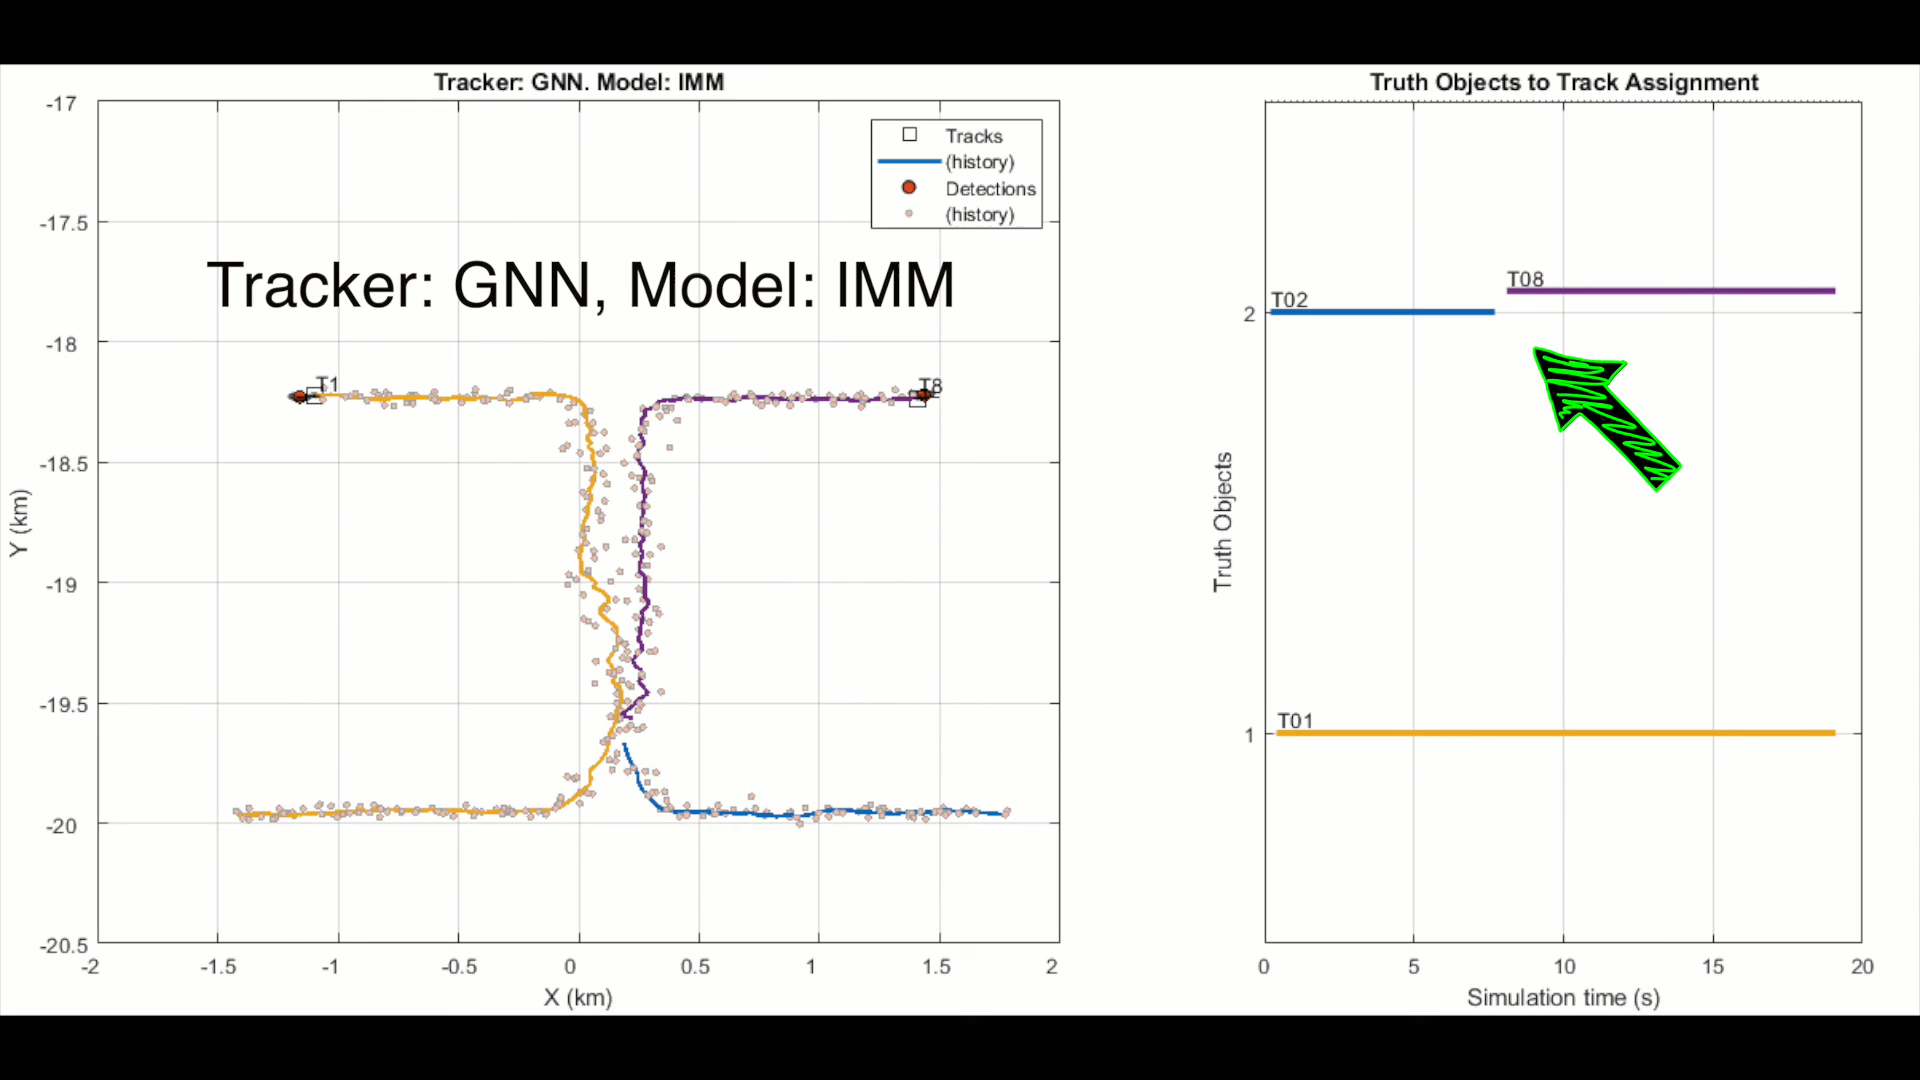 Tracker: GNN. Model: IMM
-17
-17.5
-18
-18.5
-19
-19.5
-20
-20.5
Y (km)
Tracks
(history)
Detections
(history)
Tracker: GNN, Model: IMM
T1
T8
-2
-1.5
-1
-0.5
0
0.5
1
1.5
2
X (km)
Truth Objects to Track Assignment
T02
T08
2
Truth Objects
T01
1
0
5
10
15
20
Simulation time (s)